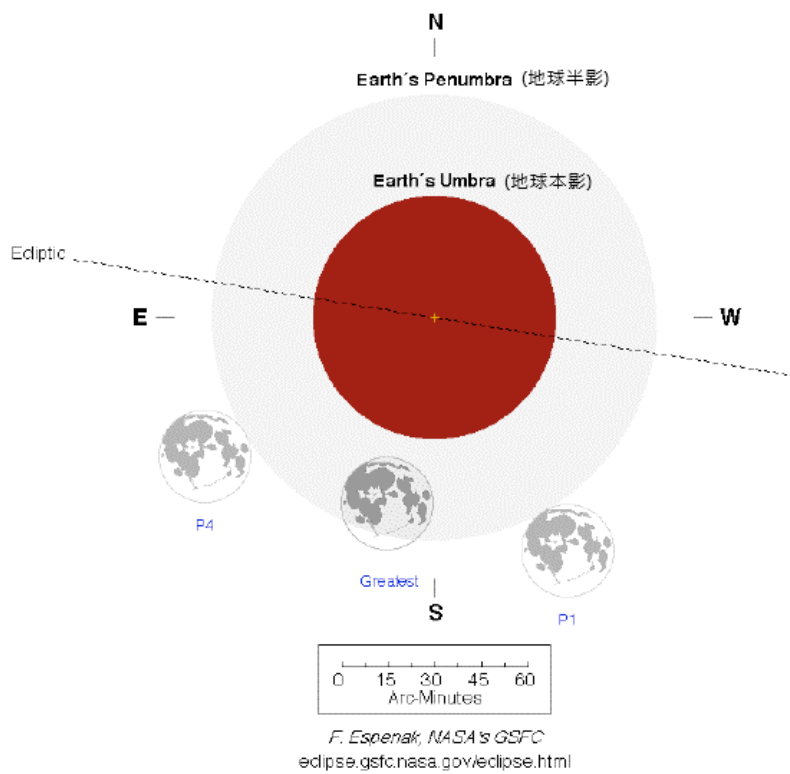 N
Earth's Penumbra (地球半影)
Earth's Umbra (地球本影)
Ecliptic
E
W
P4
Greatest
S
P1
0 15 30 45 60
Arc-Minutes
F. Espenak, NASA's GSFC
eclipse.gsfc.nasa.gov/eclipse.html